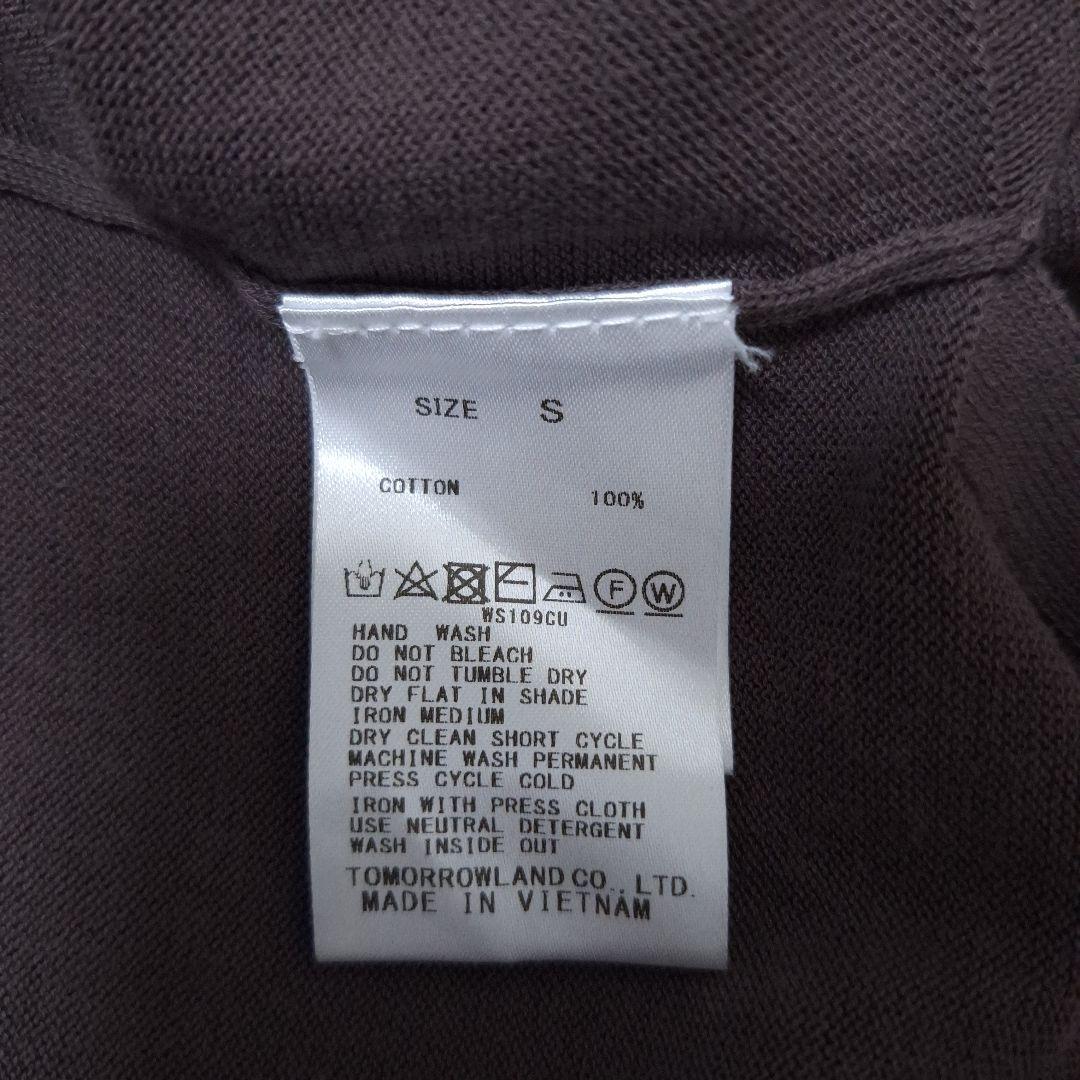 SIZE S
COTTON 100%
F W
WS109CU
HAND WASH
DO NOT BLEACH
DO NOT TUMBLE DRY
DRY FLAT IN SHADE
IRON MEDIUM
DRY CLEAN SHORT CYCLE
MACHINE WASH PERMANENT
PRESS CYCLE COLD
IRON WITH PRESS CLOTH
USE NEUTRAL DETERGENT
WASH INSIDE OUT
TOMORROWLAND CO., LTD.
MADE IN VIETNAM